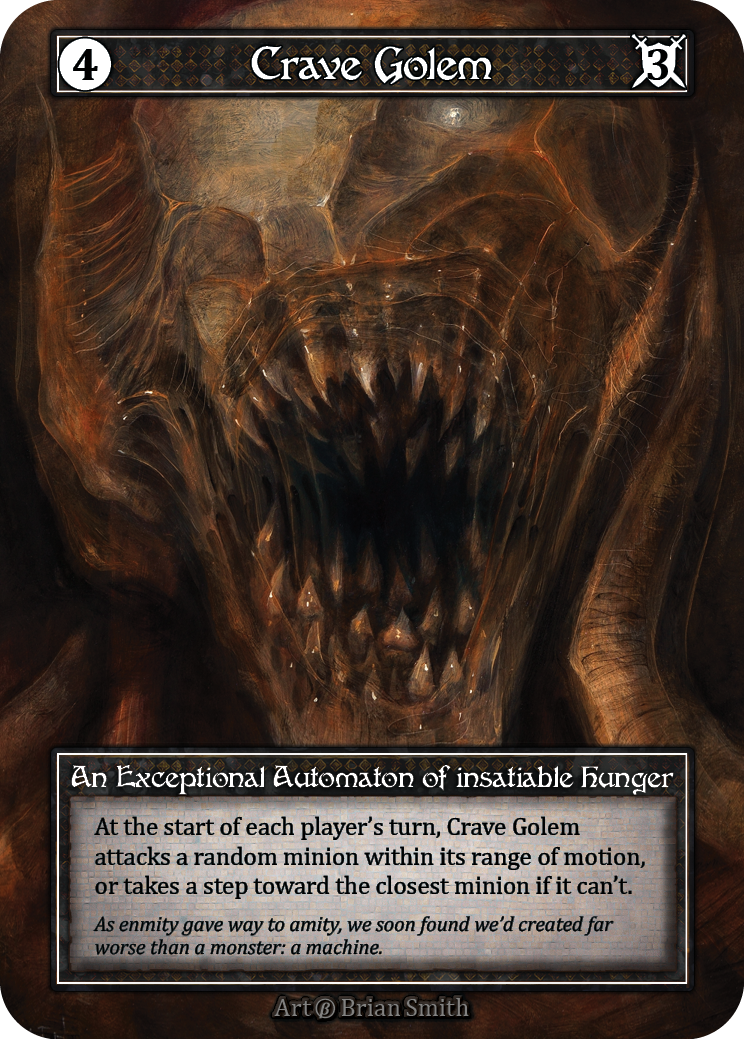 4
Crave Golem
3
An Exceptional Automaton of insatiable Hunger
At the start of each player's turn, Crave Golem
attacks a random minion within its range of motion,
or takes a step toward the closest minion if it can't.
As enmity gave way to amity, we soon found we'd created far
worse than a monster: a machine.
Art Brian Smith